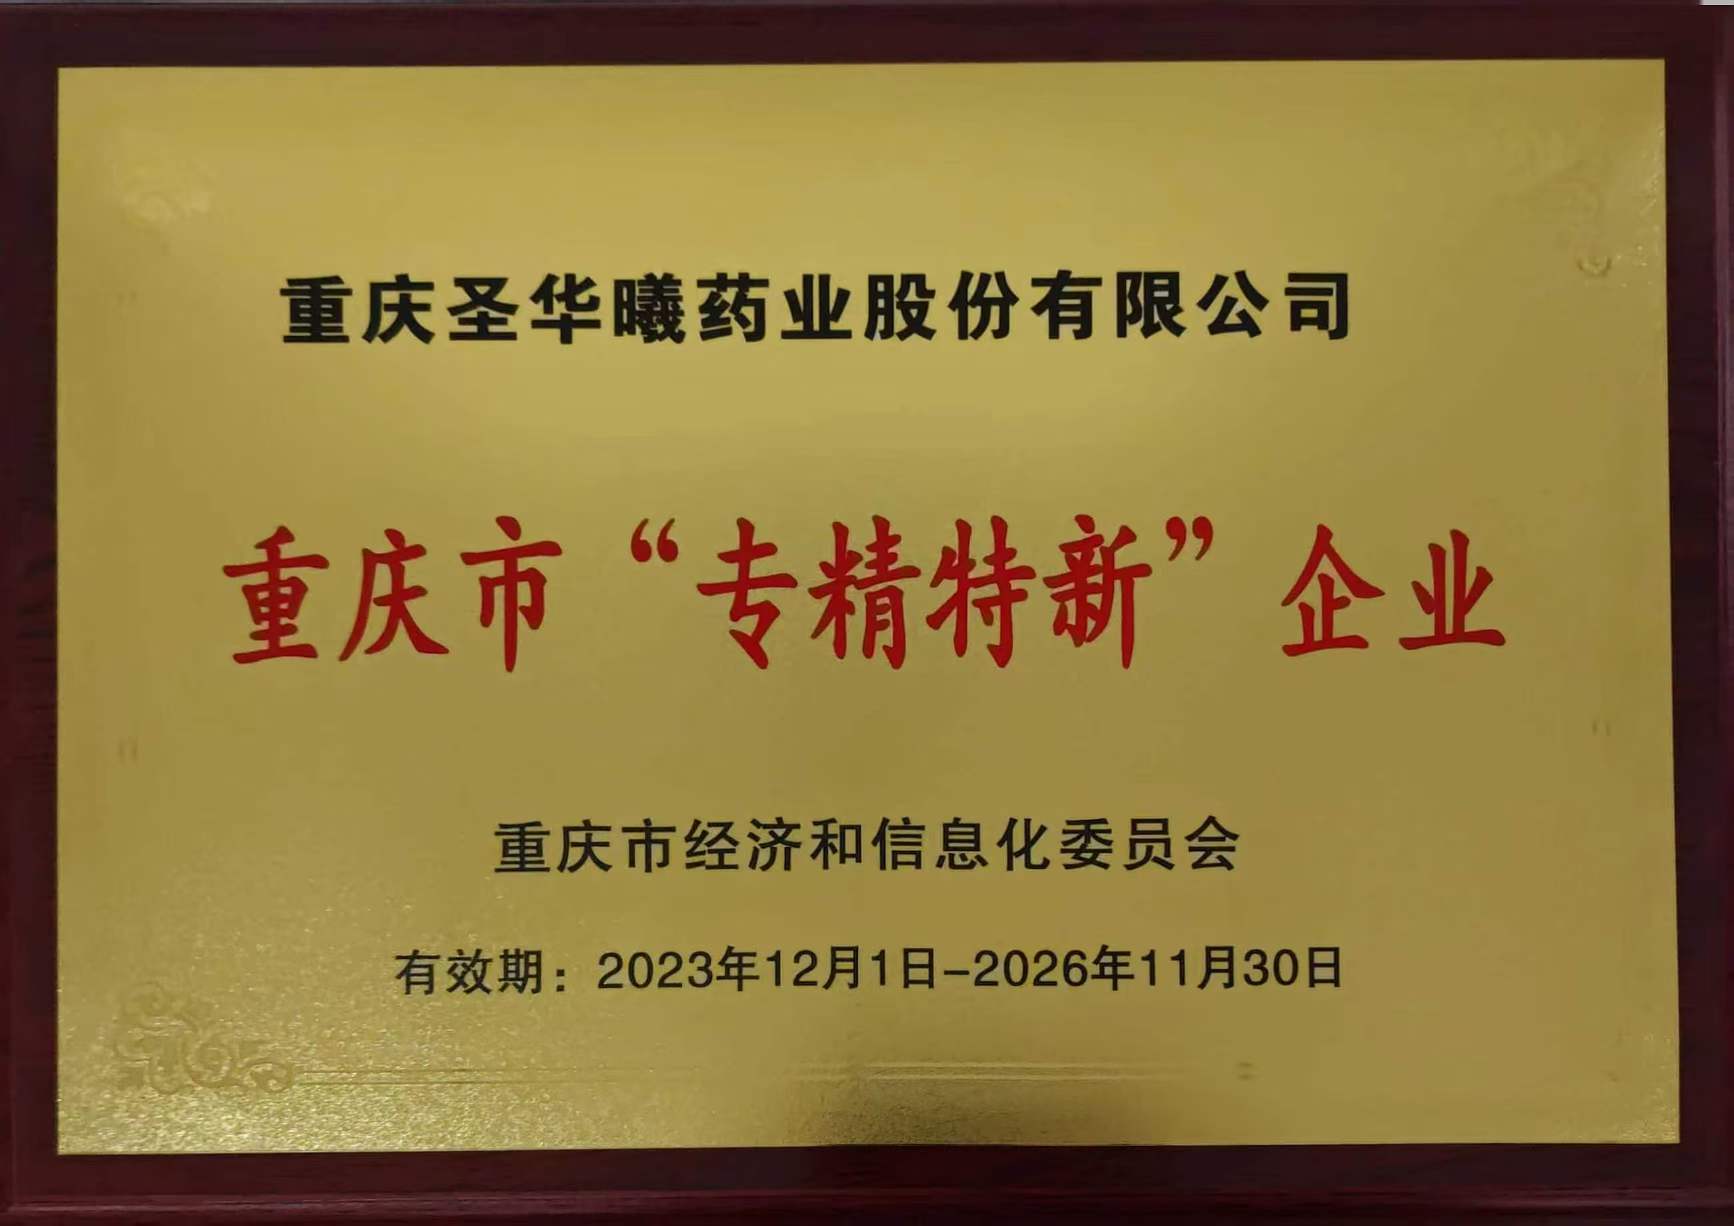 重庆圣华曦药业股份有限公司
重庆市“专精特新”企业
重庆市经济和信息化委员会
有效期：2023年12月1日-2026年11月30日